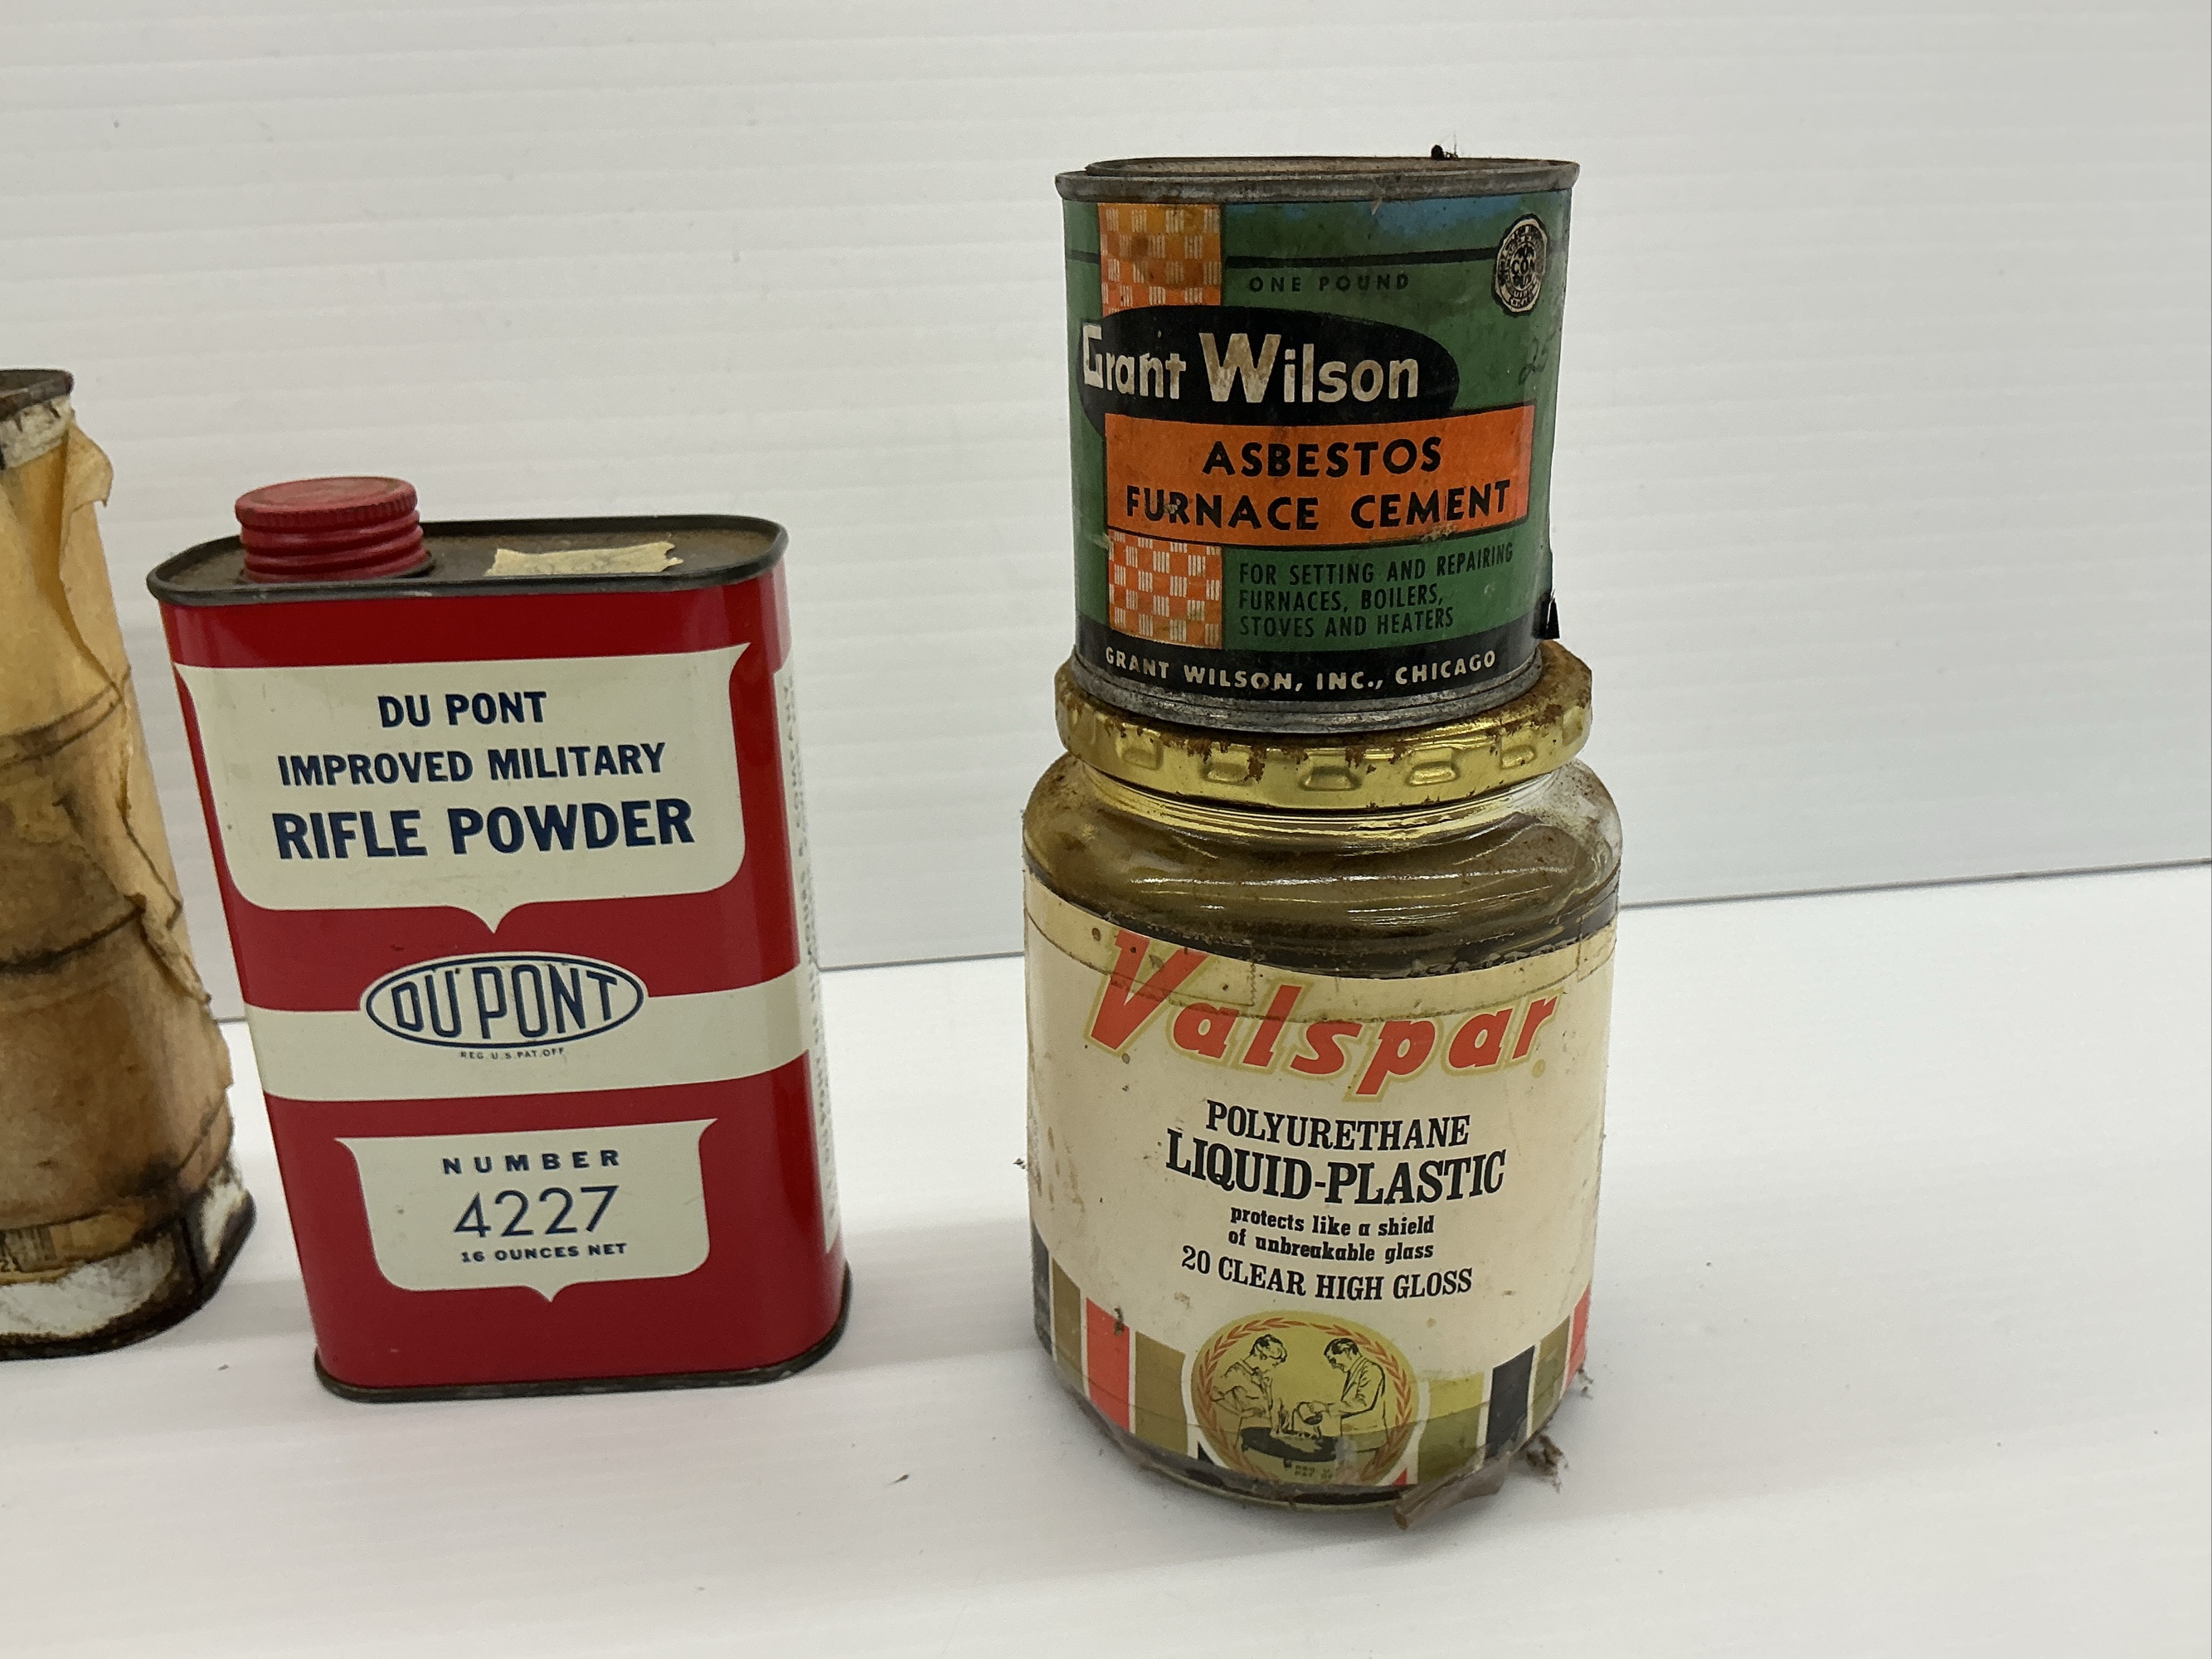 DU PONT
IMPROVED MILITARY
RIFLE POWDER
DU PONT
REG. U.S. PAT. OFF.
NUMBER
4227
16 OUNCES NET
ONE POUND
Grant Wilson
ASBESTOS
FURNACE CEMENT
FOR SETTING AND REPAIRING
FURNACES, BOILERS,
STOVES AND HEATERS
GRANT WILSON, INC., CHICAGO
Valspar
POLYURETHANE
LIQUID-PLASTIC
protects like a shield
of unbreakable glass
20 CLEAR HIGH GLOSS